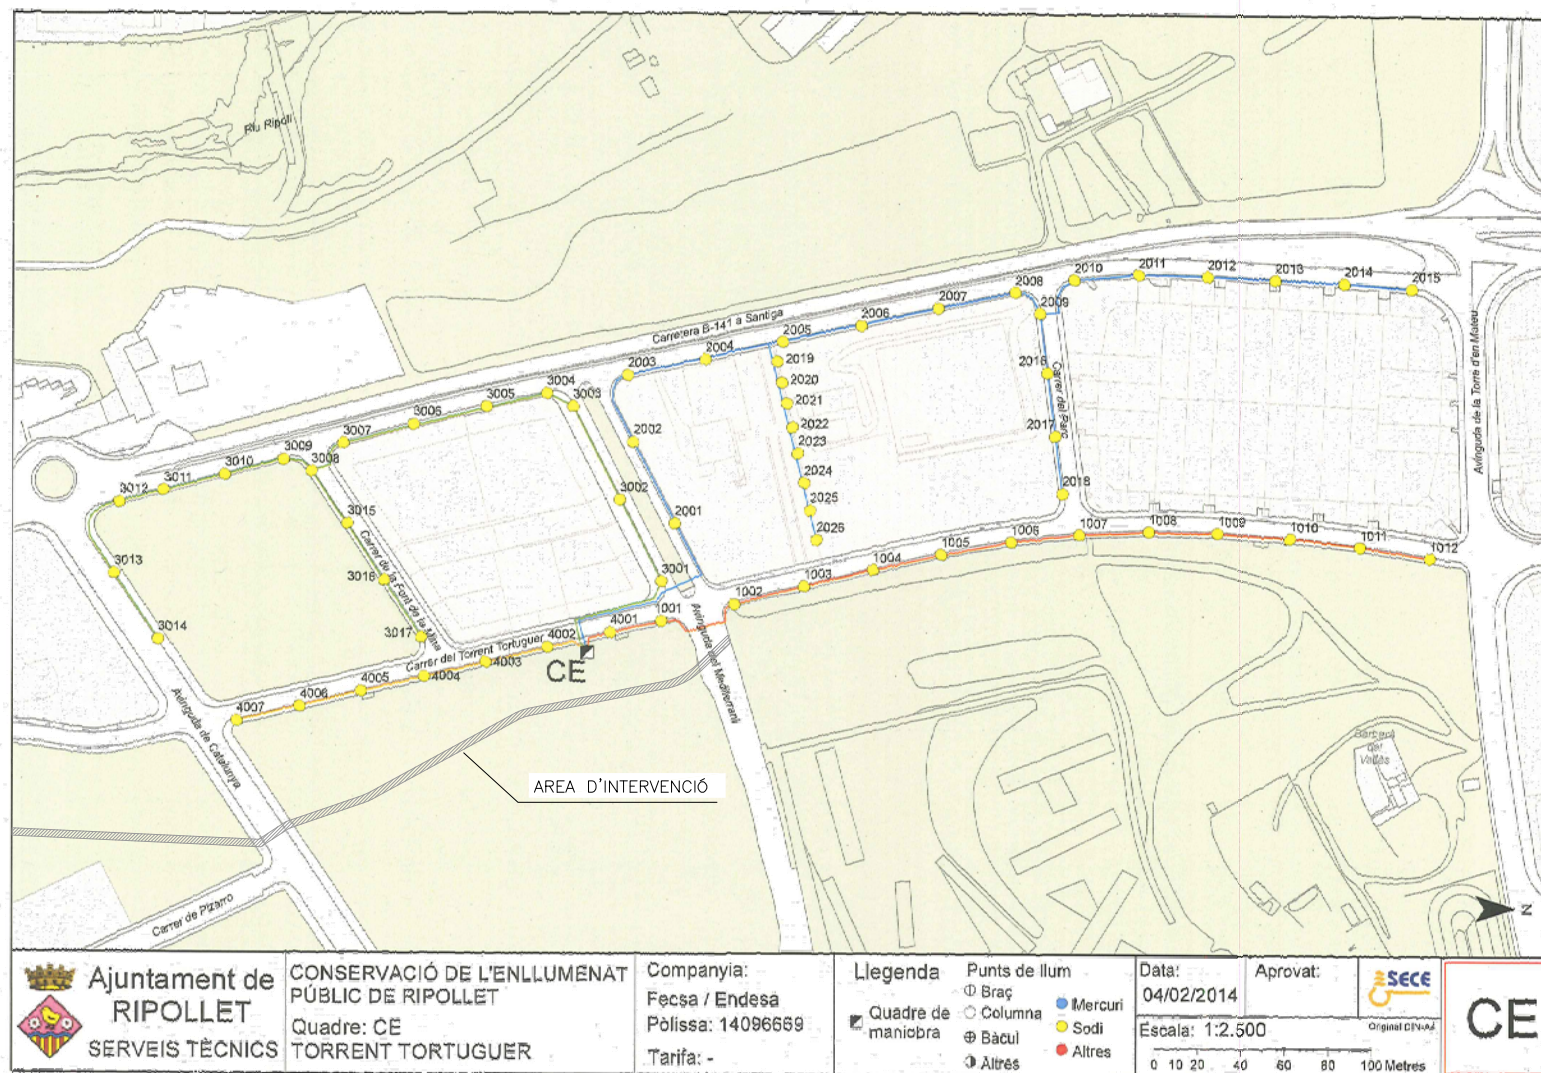 Riu Ripoll
Carretera B-141 a Santiga
2010
2011
2012
2013
2014
2015
2008
2009
2007
2006
2005
2004
2003
2019
2020
2021
2022
2023
2024
2025
2026
2016
2017
2018
Carrer del Parc
Avinguda de la Torre d'en Mateu
2002
2001
3004
3003
3005
3006
3007
3008
3009
3010
3011
3012
3013
3014
3015
3016
3017
3002
3001
Carrer de la Font de la Mina
1001
1002
1003
1004
1005
1006
1007
1008
1009
1010
1011
1012
4001
4002
4003
4004
4005
4006
4007
Carrer del Torrent Tortuguer
CE
Avinguda del Mediterrani
Avinguda de Catalunya
AREA D'INTERVENCIÓ
Carrer de Pizarro
Barberà
del
Vallès
N
Ajuntament de
RIPOLLET
SERVEIS TÈCNICS
CONSERVACIÓ DE L'ENLLUMENAT
PÚBLIC DE RIPOLLET
Quadre: CE
TORRENT TORTUGUER
Companyia:
Fecsa / Endesa
Pòlissa: 14096669
Tarifa: -
Llegenda
Quadre de
maniobra
Punts de llum
Braç
Columna
Bàcul
Altres
Mercuri
Sodi
Altres
Data:
04/02/2014
Aprovat:
SECE
Escala: 1:2.500
Original DIN-A4
0 10 20 40 60 80 100 Metres
CE